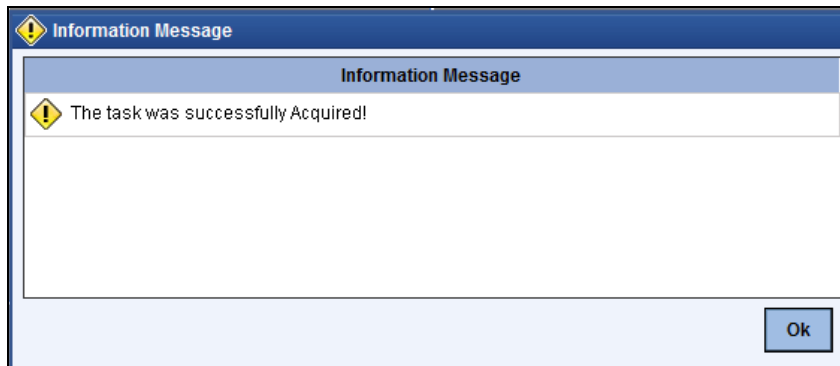 Information Message
Information Message
The task was successfully Acquired!
Ok